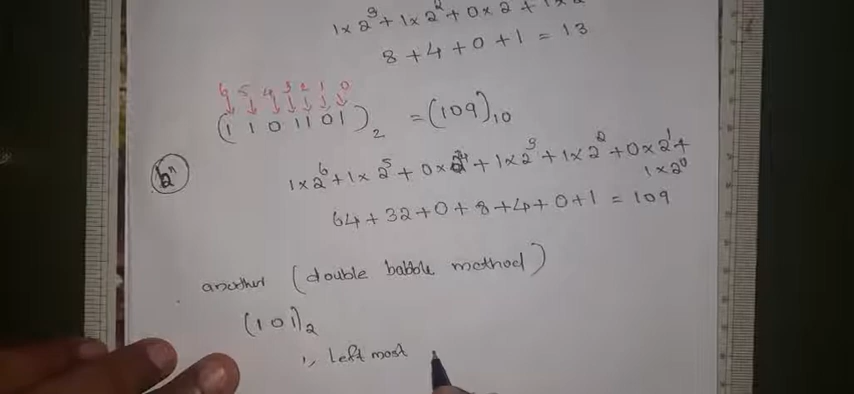 1×2³+1×2²+0×2+1×2
8+4+0+1 = 13
6 5 4 3 2 1 0
(1 1 0 1 1 0 1)₂ = (109)₁₀
2ⁿ
1×2⁶+1×2⁵+0×2⁴+1×2³+1×2²+0×2¹+
1×2⁰
64+32+0+8+4+0+1 = 109
another (double babble method)
(101)₂
1, left most